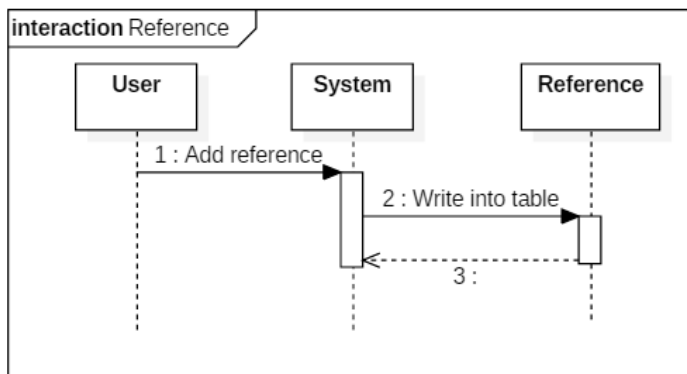 interaction Reference
User
System
Reference
1 : Add reference
2 : Write into table
3 :